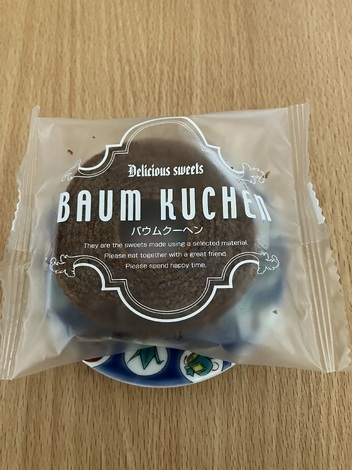 Delicious sweets
BAUM KUCHEN
バウムクーヘン
They are the sweets made using a selected material.
Please eat together with a great friend.
Please spend happy time.